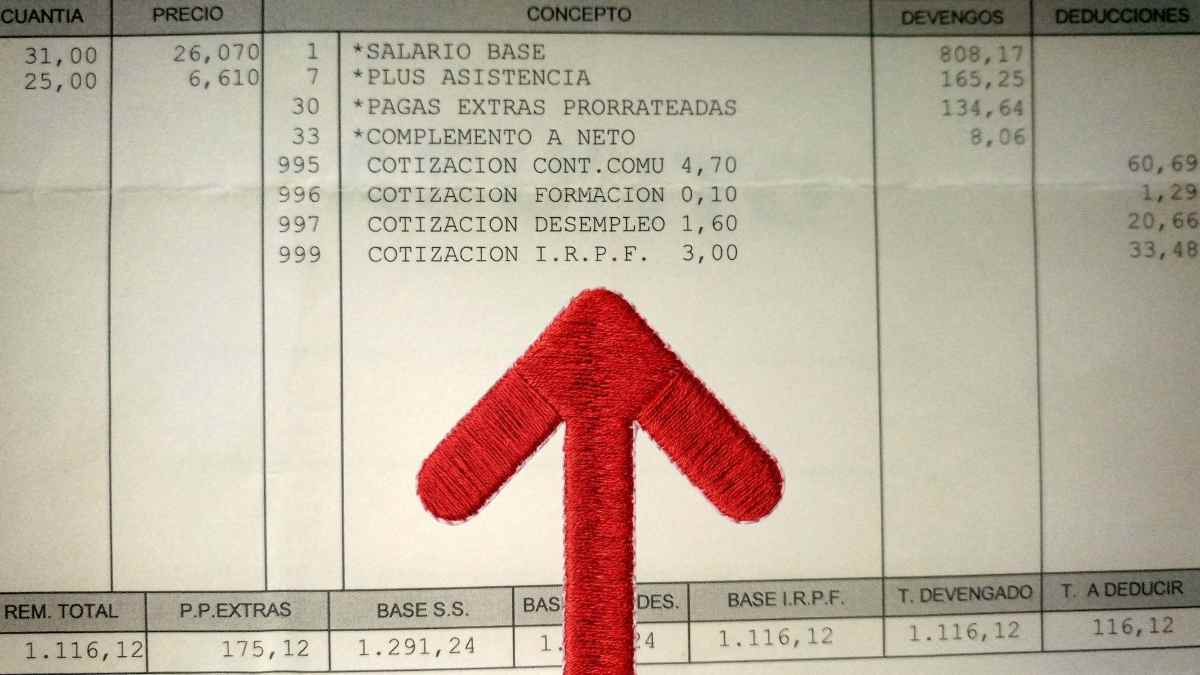 CUANTIA PRECIO CONCEPTO DEVENGOS DEDUCCIONES
31,00 26,070 1 *SALARIO BASE 808,17
25,00 6,610 7 *PLUS ASISTENCIA 165,25
30 *PAGAS EXTRAS PRORRATEADAS 134,64
33 *COMPLEMENTO A NETO 8,06
995 COTIZACION CONT.COMU 4,70 60,69
996 COTIZACION FORMACION 0,10 1,29
997 COTIZACION DESEMPLEO 1,60 20,66
999 COTIZACION I.R.P.F. 3,00 33,48
REM. TOTAL P.P.EXTRAS BASE S.S. DES. BASE I.R.P.F. T. DEVENGADO T. A DEDUCIR
1.116,12 175,12 1.291,24 1.116,12 1.116,12 116,12